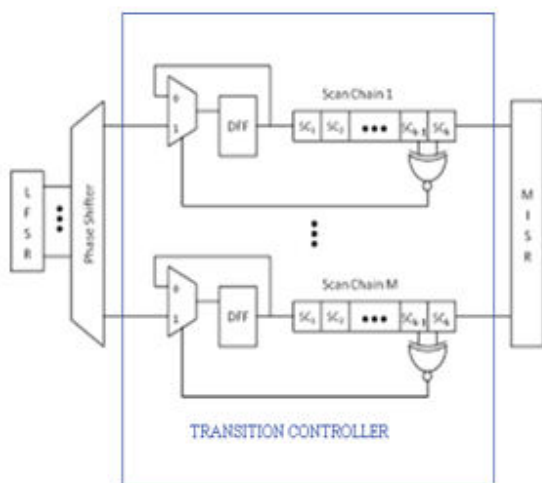 Scan Chain 1
0
1
DFF
SC₁ SC₂ ••• SCₖ₋₁ SCₖ
L
F
S
R
Phase Shifter
M
I
S
R
Scan Chain M
0
1
DFF
SC₁ SC₂ ••• SCₖ₋₁ SCₖ
TRANSITION CONTROLLER